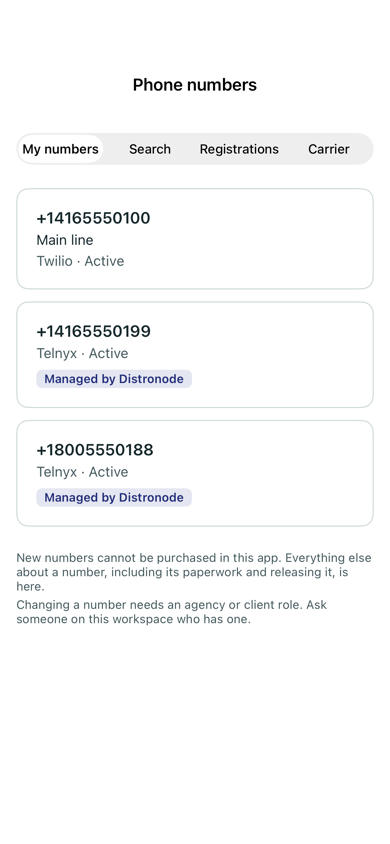 Phone numbers
My numbers
Search
Registrations
Carrier
+14165550100
Main line
Twilio · Active
+14165550199
Telnyx · Active
Managed by Distronode
+18005550188
Telnyx · Active
Managed by Distronode
New numbers cannot be purchased in this app. Everything else
about a number, including its paperwork and releasing it, is
here.
Changing a number needs an agency or client role. Ask
someone on this workspace who has one.